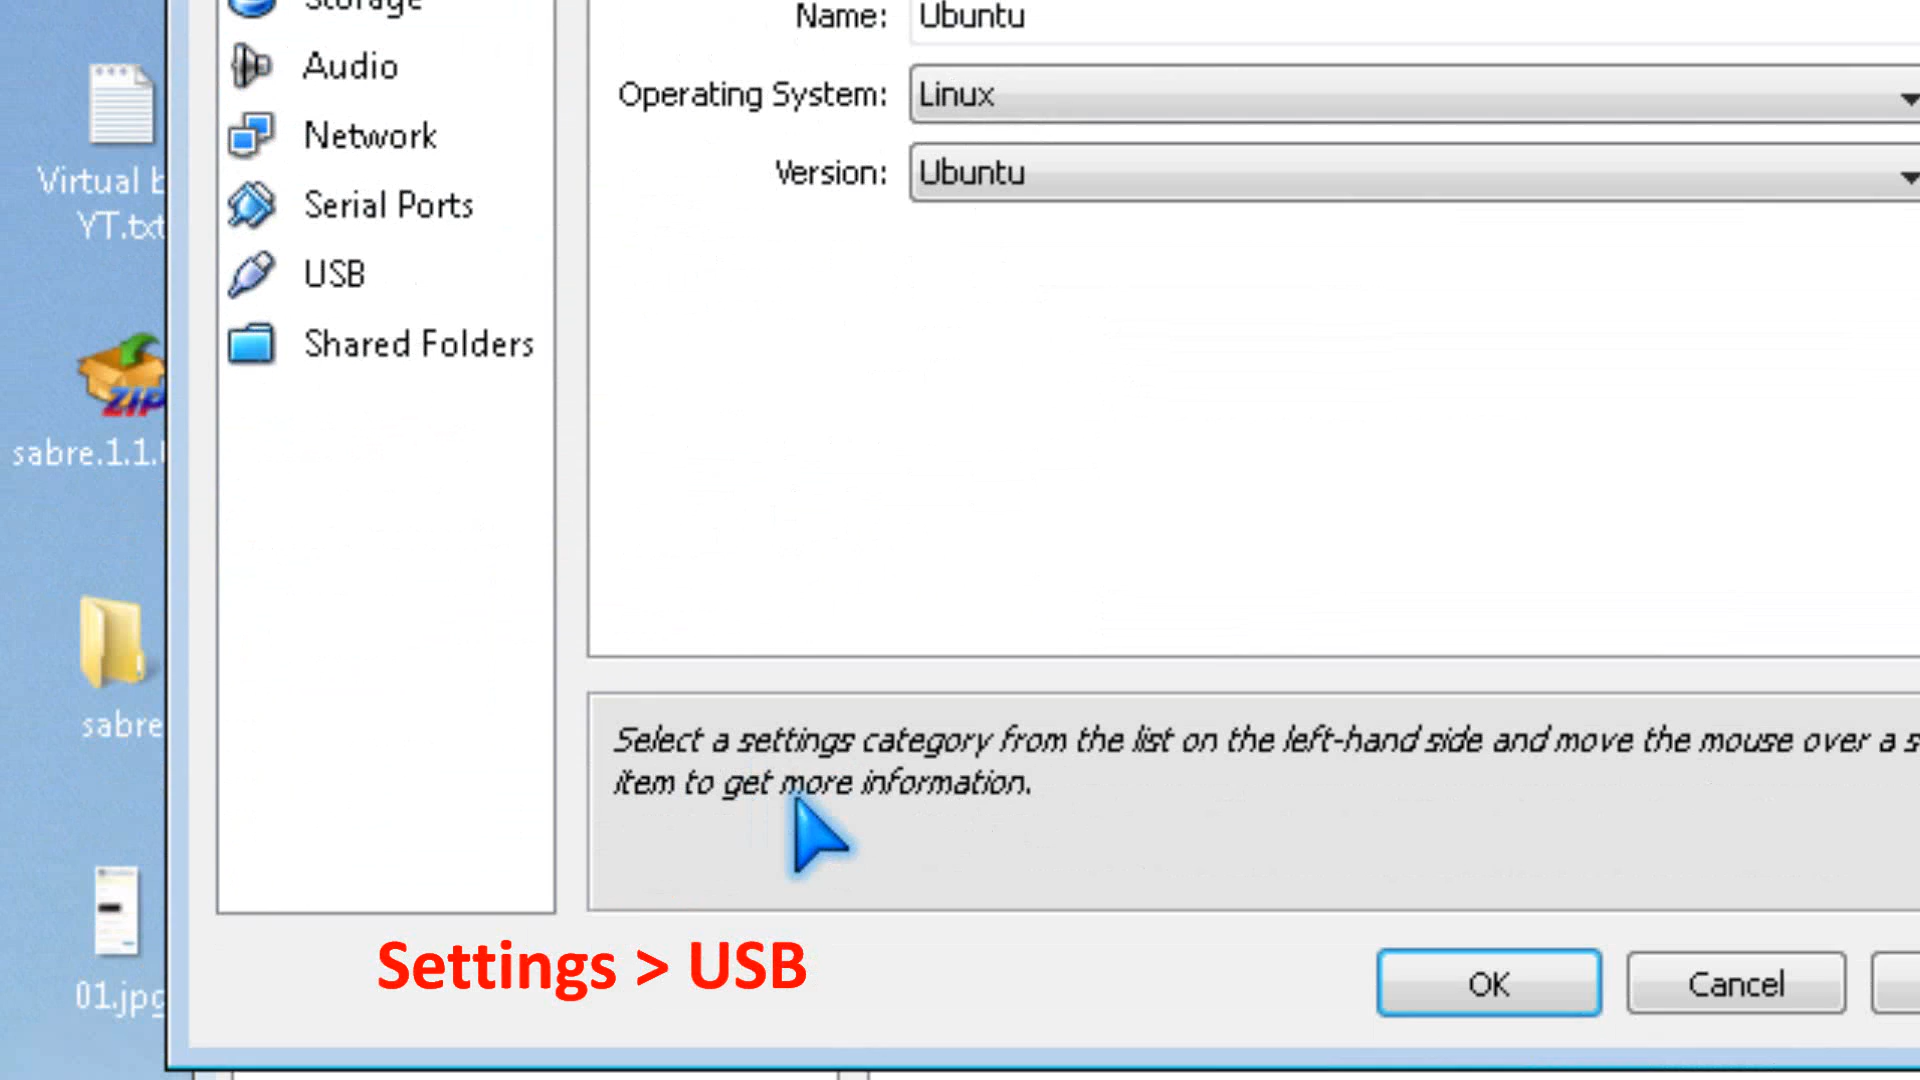 Storage
Audio
Network
Serial Ports
USB
Shared Folders
Name: Ubuntu
Operating System: Linux
Version: Ubuntu
Select a settings category from the list on the left-hand side and move the mouse over a s
item to get more information.
Settings > USB
OK
Cancel
Virtual b
YT.txt
ZIP
sabre.1.1.
sabre
01.jpg